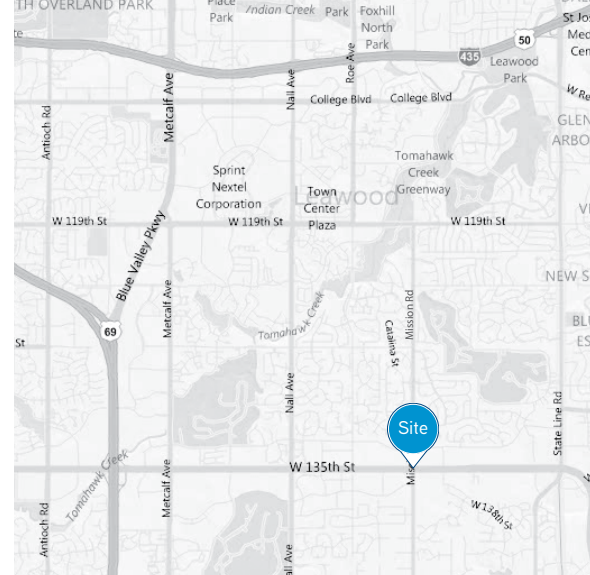 TH OVERLAND PARK
Place
Park
Indian Creek
Park
Foxhill
North
Park
St Jos
Med
Cen
50
435
Leawood
Park
W Re
Metcalf Ave
Nall Ave
Roe Ave
College Blvd
College Blvd
Antioch Rd
GLEN
ARBO
Tomahawk
Creek
Greenway
Sprint
Nextel
Corporation
Leawood
Town
Center
Plaza
W 119th St
W 119th St
W 119th St
Blue Valley Pkwy
NEW S
Metcalf Ave
Tomahawk Creek
Mission Rd
Catalina St
BLU
ES
69
St
Nall Ave
State Line Rd
Site
W 135th St
Metcalf Ave
Tomahawk Creek
Antioch Rd
Miss
W 138th St
all Ave